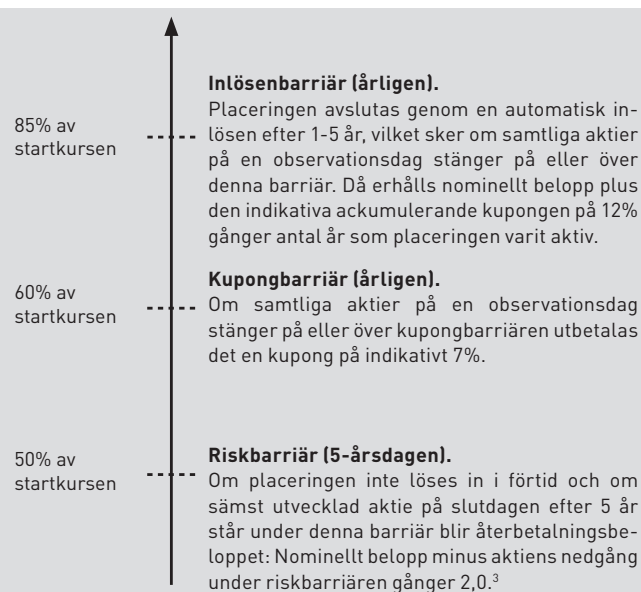 85% av
startkursen
Inlösenbarriär (årligen).
Placeringen avslutas genom en automatisk in-
lösen efter 1-5 år, vilket sker om samtliga aktier
på en observationsdag stänger på eller över
denna barriär. Då erhålls nominellt belopp plus
den indikativa ackumulerande kupongen på 12%
gånger antal år som placeringen varit aktiv.
60% av
startkursen
Kupongbarriär (årligen).
Om samtliga aktier på en observationsdag
stänger på eller över kupongbarriären utbetalas
det en kupong på indikativt 7%.
50% av
startkursen
Riskbarriär (5-årsdagen).
Om placeringen inte löses in i förtid och om
sämst utvecklad aktie på slutdagen efter 5 år
står under denna barriär blir återbetalningsbe-
loppet: Nominellt belopp minus aktiens nedgång
under riskbarriären gånger 2,0.³